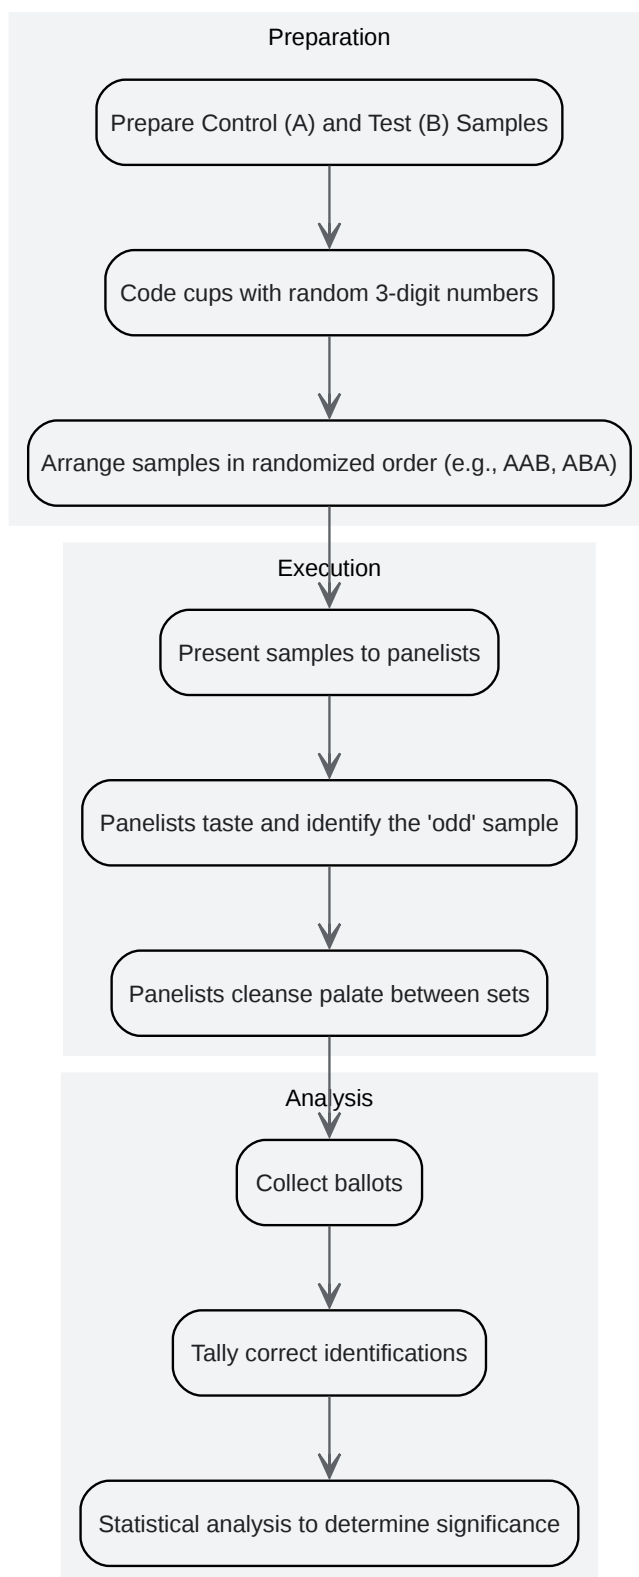 Preparation
Prepare Control (A) and Test (B) Samples
Code cups with random 3-digit numbers
Arrange samples in randomized order (e.g., AAB, ABA)
Execution
Present samples to panelists
Panelists taste and identify the 'odd' sample
Panelists cleanse palate between sets
Analysis
Collect ballots
Tally correct identifications
Statistical analysis to determine significance